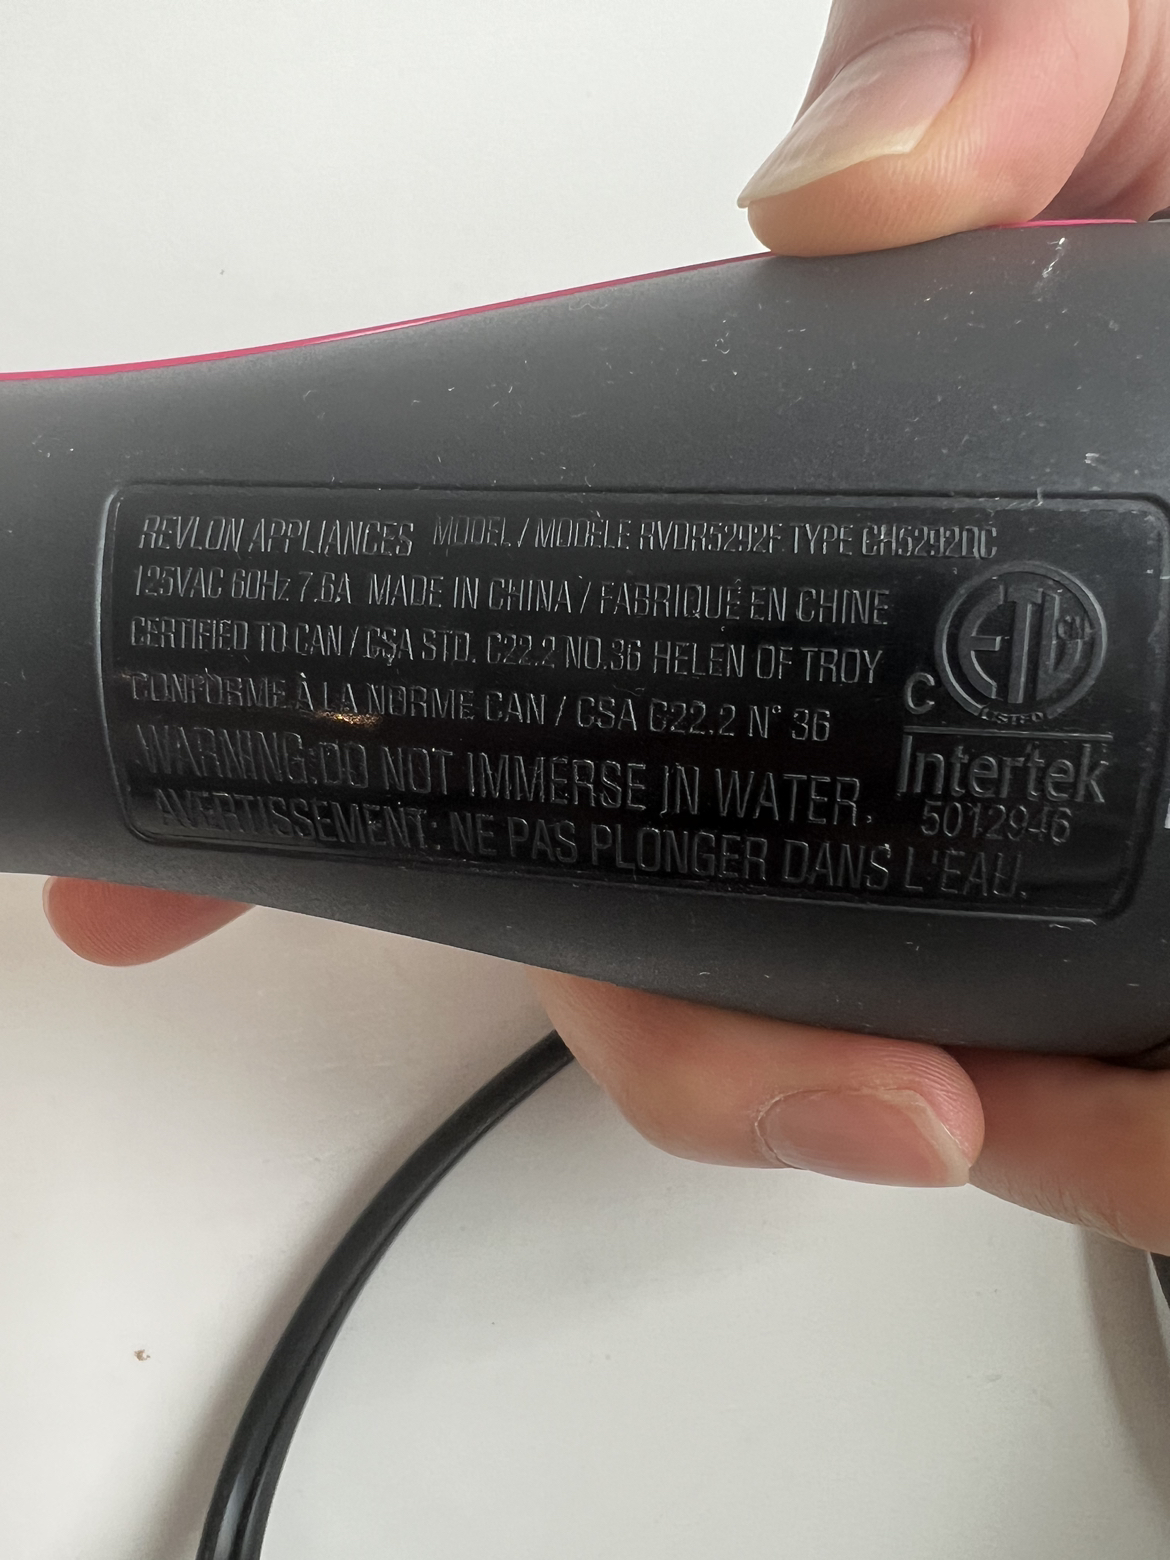 REVLON APPLIANCES MODEL / MODÈLE RVDR5292F TYPE CH5292DC
125VAC 60Hz 7.6A MADE IN CHINA / FABRIQUÉ EN CHINE
CERTIFIED TO CAN / CSA STD. C22.2 NO.36 HELEN OF TROY
CONFORME À LA NORME CAN / CSA C22.2 N° 36
WARNING: DO NOT IMMERSE IN WATER.
AVERTISSEMENT: NE PAS PLONGER DANS L'EAU.
ETL CM
C
LISTED
Intertek
5012946